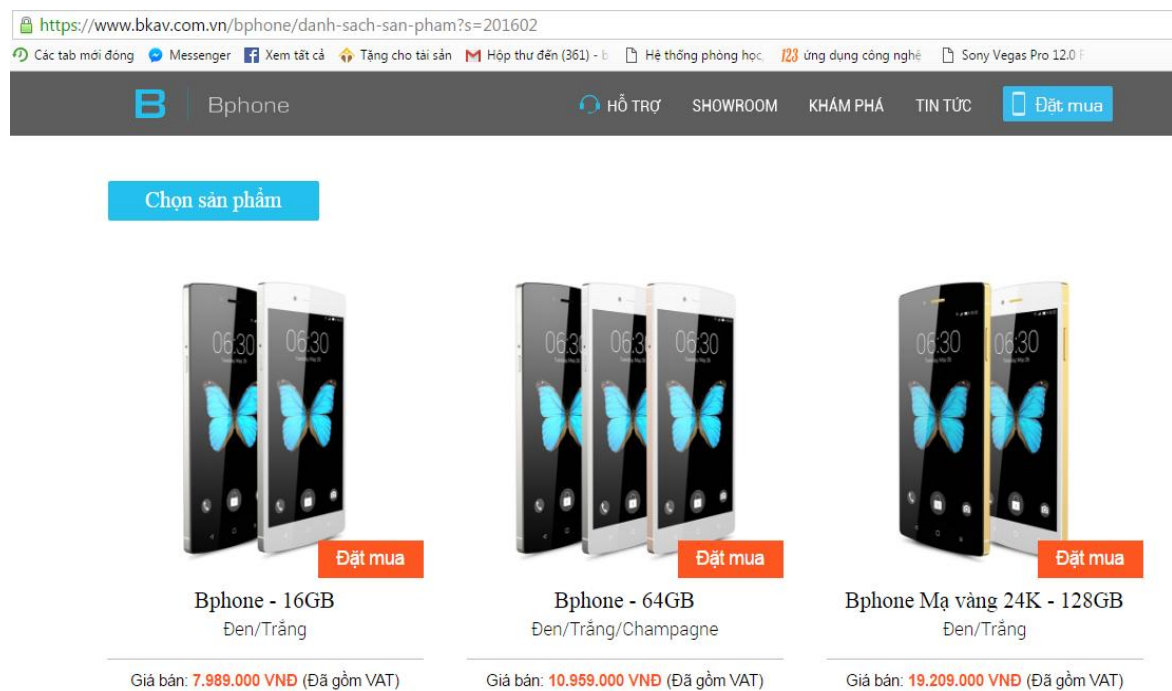 https://www.bkav.com.vn/bphone/danh-sach-san-pham?s=201602
Các tab mới đóng Messenger Xem tất cả Tặng cho tài sản Hộp thư đến (361) - b Hệ thống phòng học, 123 ứng dụng công nghệ Sony Vegas Pro 12.0 F
B Bphone HỖ TRỢ SHOWROOM KHÁM PHÁ TIN TỨC Đặt mua
Chọn sản phẩm
06:30 06:30 06:30 06:30 06:30 06:30 06:30
Đặt mua Đặt mua Đặt mua
Bphone - 16GB Bphone - 64GB Bphone Mạ vàng 24K - 128GB
Đen/Trắng Đen/Trắng/Champagne Đen/Trắng
Giá bán: 7.989.000 VNĐ (Đã gồm VAT) Giá bán: 10.959.000 VNĐ (Đã gồm VAT) Giá bán: 19.209.000 VNĐ (Đã gồm VAT)